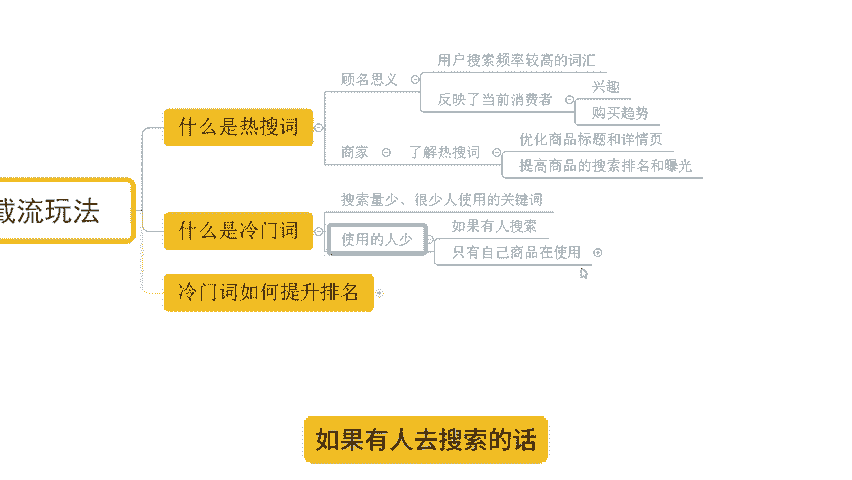 截流玩法
什么是热搜词
顾名思义
用户搜索频率较高的词汇
反映了当前消费者
兴趣
购买趋势
商家
了解热搜词
优化商品标题和详情页
提高商品的搜索排名和曝光
什么是冷门词
搜索量少、很少人使用的关键词
使用的人少
如果有人搜索
只有自己商品在使用
冷门词如何提升排名
如果有人去搜索的话